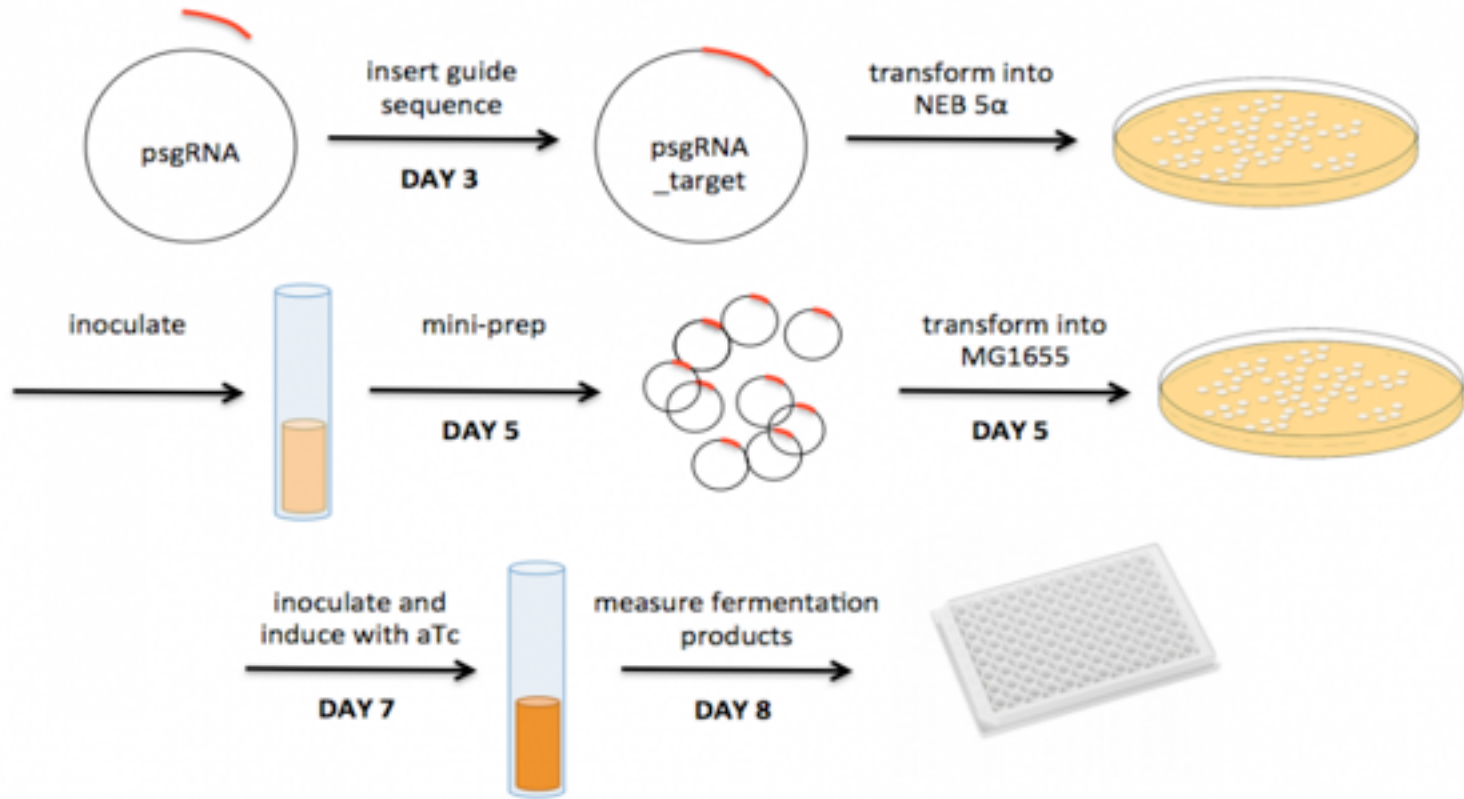 psgRNA
insert guide
sequence
DAY 3
psgRNA
_target
transform into
NEB 5α
inoculate
mini-prep
DAY 5
transform into
MG1655
DAY 5
inoculate and
induce with aTc
DAY 7
measure fermentation
products
DAY 8